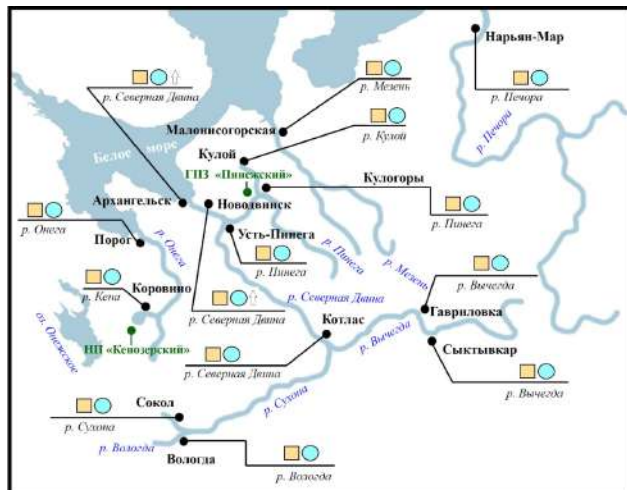 Нарьян-Мар
р. Печора
р. Печора
р. Северная Двина
р. Мезень
Малонисогорская
р. Кулой
Кулой
Белое море
ГПЗ «Пинежский»
Кулогоры
р. Пинега
Архангельск
Новодвинск
р. Онега
Порог
р. Онега
Усть-Пинега
р. Пинега
р. Пинега
р. Мезень
р. Кена
Коровино
р. Северная Двина
р. Северная Двина
р. Вычегда
Гавриловка
оз. Онежское
НП «Кенозерский»
Котлас
р. Вычегда
Сыктывкар
р. Северная Двина
р. Вычегда
Сокол
р. Сухона
р. Сухона
р. Вологда
Вологда
р. Вологда